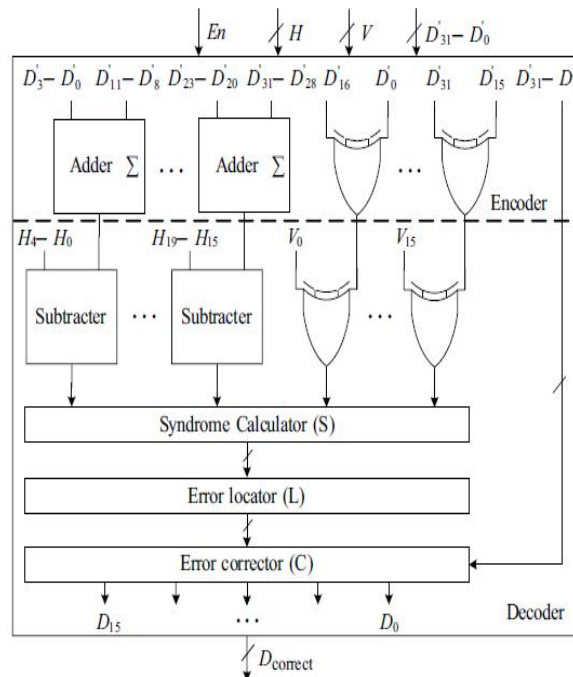 En H V D'31– D'0
D'3– D'0 D'11– D'8 D'23– D'20 D'31– D'28 D'16 D'0 D'31 D'15 D'31– D
Adder Σ ... Adder Σ ...
Encoder
H4– H0 H19– H15 V0 V15
Subtracter ... Subtracter ...
Syndrome Calculator (S)
Error locator (L)
Error corrector (C)
D15 ... D0 Decoder
Dcorrect